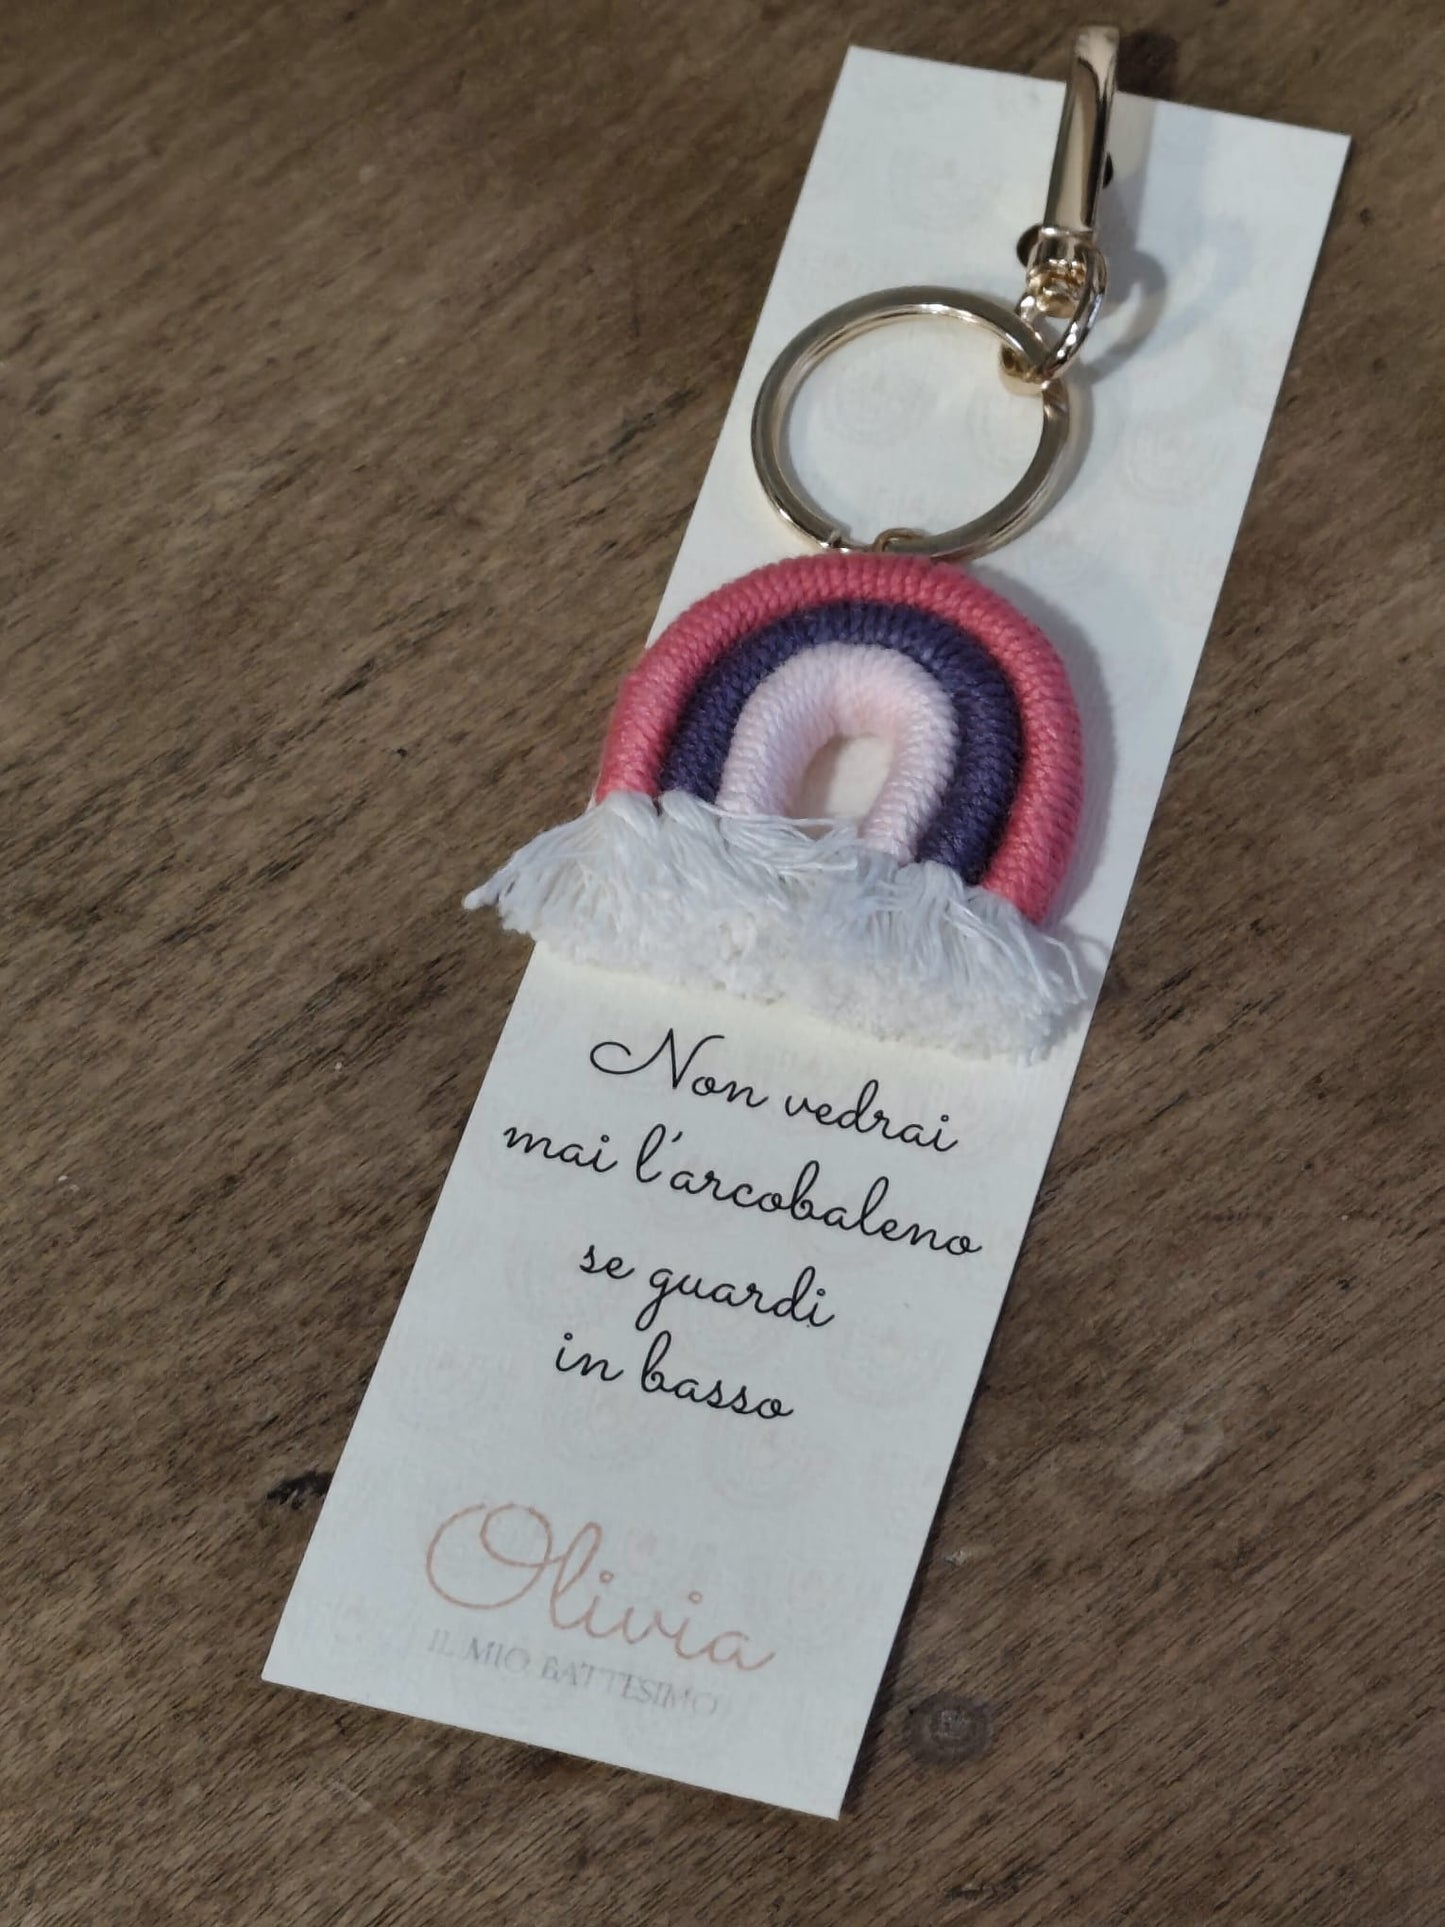 Non vedrai
mai l'arcobaleno
se guardi
in basso
Olivia
IL MIO BATTESIMO